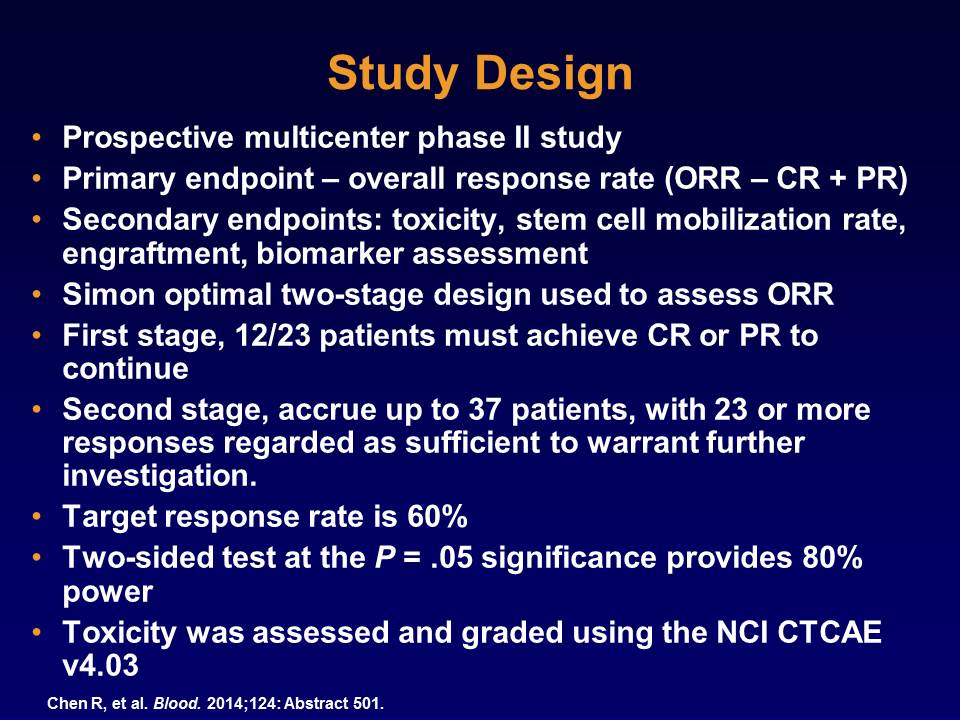 Study Design
• Prospective multicenter phase II study
• Primary endpoint – overall response rate (ORR – CR + PR)
• Secondary endpoints: toxicity, stem cell mobilization rate,
engraftment, biomarker assessment
• Simon optimal two-stage design used to assess ORR
• First stage, 12/23 patients must achieve CR or PR to
continue
• Second stage, accrue up to 37 patients, with 23 or more
responses regarded as sufficient to warrant further
investigation.
• Target response rate is 60%
• Two-sided test at the P = .05 significance provides 80%
power
• Toxicity was assessed and graded using the NCI CTCAE
v4.03
Chen R, et al. Blood. 2014;124: Abstract 501.